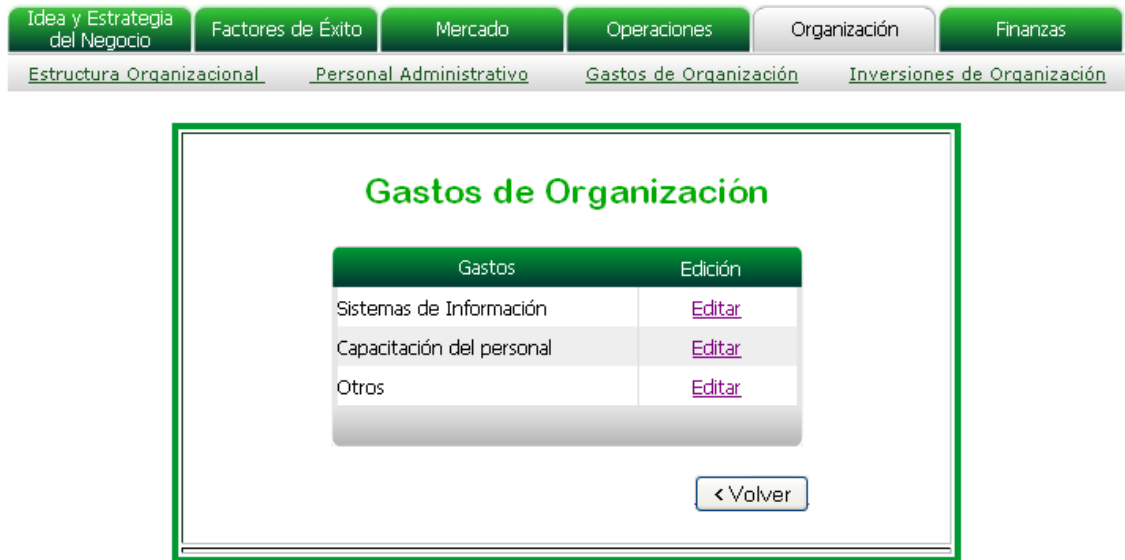 Idea y Estrategia
del Negocio
Factores de Éxito
Mercado
Operaciones
Organización
Finanzas
Estructura Organizacional
Personal Administrativo
Gastos de Organización
Inversiones de Organización
Gastos de Organización
Gastos Edición
Sistemas de Información Editar
Capacitación del personal Editar
Otros Editar
< Volver